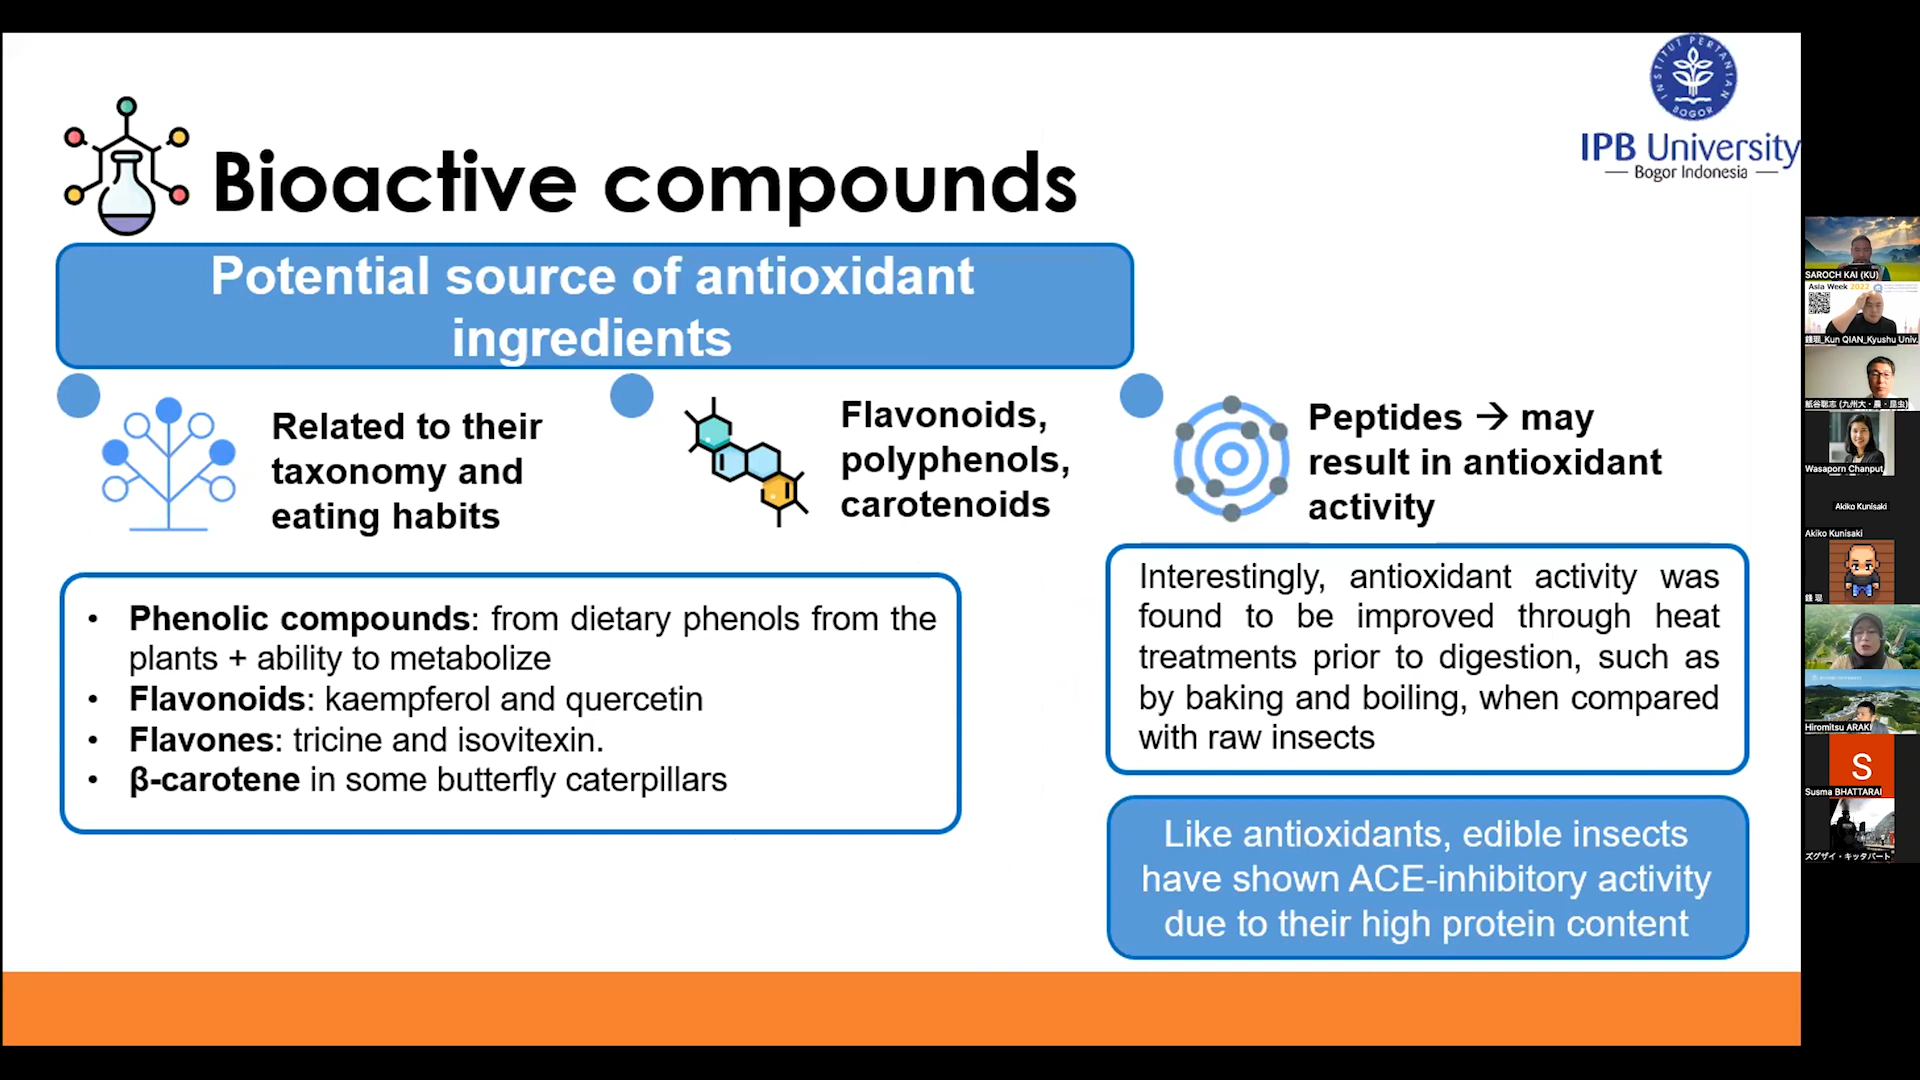 INSTITUT PERTANIAN
BOGOR
IPB University
Bogor Indonesia
Bioactive compounds
Potential source of antioxidant
ingredients
Related to their
taxonomy and
eating habits
Flavonoids,
polyphenols,
carotenoids
Peptides → may
result in antioxidant
activity
• Phenolic compounds: from dietary phenols from the
plants + ability to metabolize
• Flavonoids: kaempferol and quercetin
• Flavones: tricine and isovitexin.
• β-carotene in some butterfly caterpillars
Interestingly, antioxidant activity was
found to be improved through heat
treatments prior to digestion, such as
by baking and boiling, when compared
with raw insects
Like antioxidants, edible insects
have shown ACE-inhibitory activity
due to their high protein content
SAROCH KAI (KU)
Asia Week 2022
錢琨_Kun QIAN_Kyushu Univ.
紙谷聡志 (九州大・農・昆虫)
Wasaporn Chanput
Akiko Kunisaki
Akiko Kunisaki
錢 琨
Hiromitsu ARAKI
S
Susma BHATTARAI
ズグザイ・キッタパート